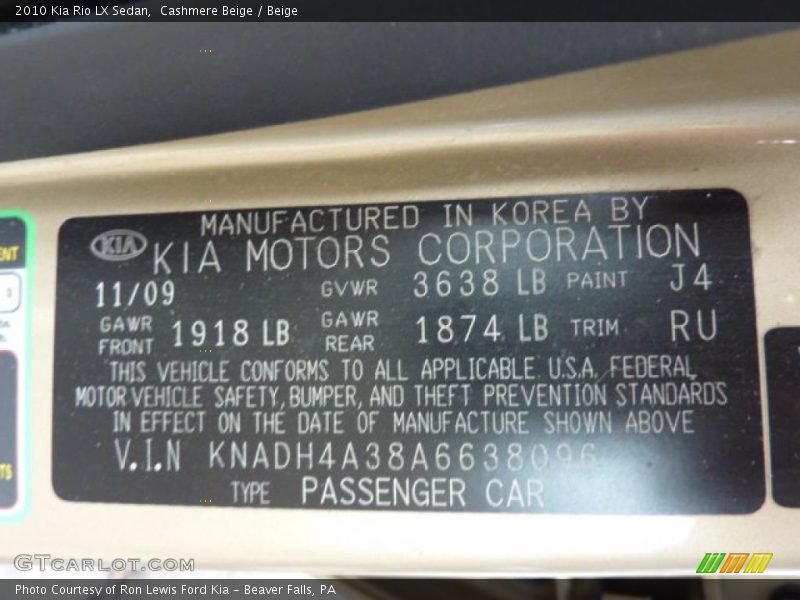 2010 Kia Rio LX Sedan, Cashmere Beige / Beige
MANUFACTURED IN KOREA BY
KIA KIA MOTORS CORPORATION
11/09 GVWR 3638 LB PAINT J4
GAWR FRONT 1918 LB GAWR REAR 1874 LB TRIM RU
THIS VEHICLE CONFORMS TO ALL APPLICABLE U.S.A. FEDERAL
MOTOR VEHICLE SAFETY, BUMPER, AND THEFT PREVENTION STANDARDS
IN EFFECT ON THE DATE OF MANUFACTURE SHOWN ABOVE
V.I.N KNADH4A38A6638096
TYPE PASSENGER CAR
GTCARLOT.COM
Photo Courtesy of Ron Lewis Ford Kia - Beaver Falls, PA